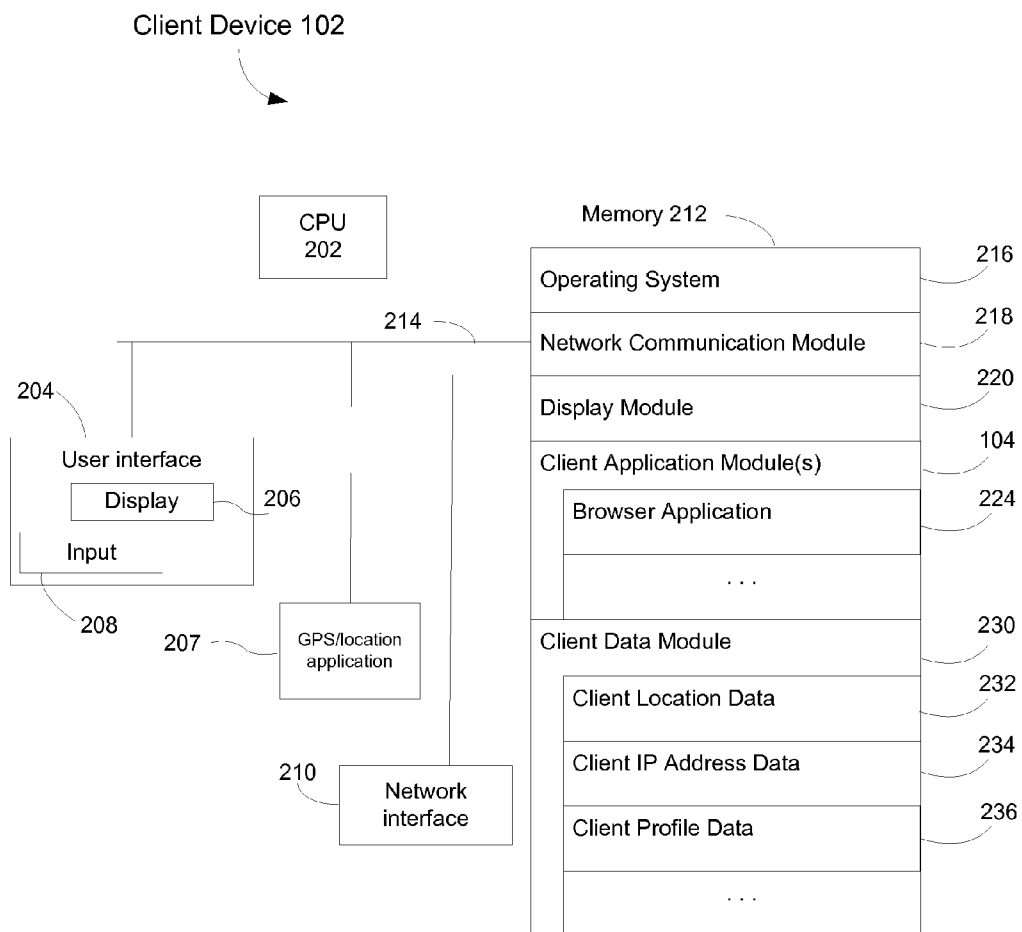 Client Device 102
CPU
202
Memory 212
216
Operating System
214
218
Network Communication Module
220
Display Module
204
User interface
104
Client Application Module(s)
Display
206
224
Browser Application
Input
. . .
208
207
GPS/location
application
230
Client Data Module
232
Client Location Data
234
Client IP Address Data
210
Network
interface
236
Client Profile Data
. . .